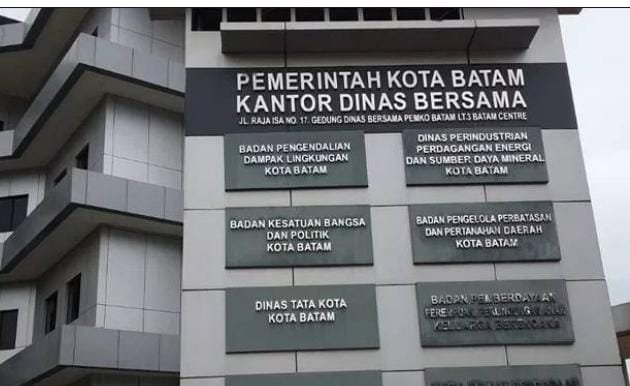 PEMERINTAH KOTA BATAM
KANTOR DINAS BERSAMA
JL. RAJA ISA NO. 17. GEDUNG DINAS BERSAMA PEMKO BATAM LT.3 BATAM CENTRE
BADAN PENGENDALIAN
DAMPAK LINGKUNGAN
KOTA BATAM
DINAS PERINDUSTRIAN
PERDAGANGAN ENERGI
DAN SUMBER DAYA MINERAL
KOTA BATAM
BADAN KESATUAN BANGSA
DAN POLITIK
KOTA BATAM
BADAN PENGELOLA PERBATASAN
DAN PERTANAHAN DAERAH
KOTA BATAM
DINAS TATA KOTA
KOTA BATAM
BADAN PEMBERDAYAAN
PEREMPUAN, PERLINDUNGAN ANAK
KELUARGA BERENCANA